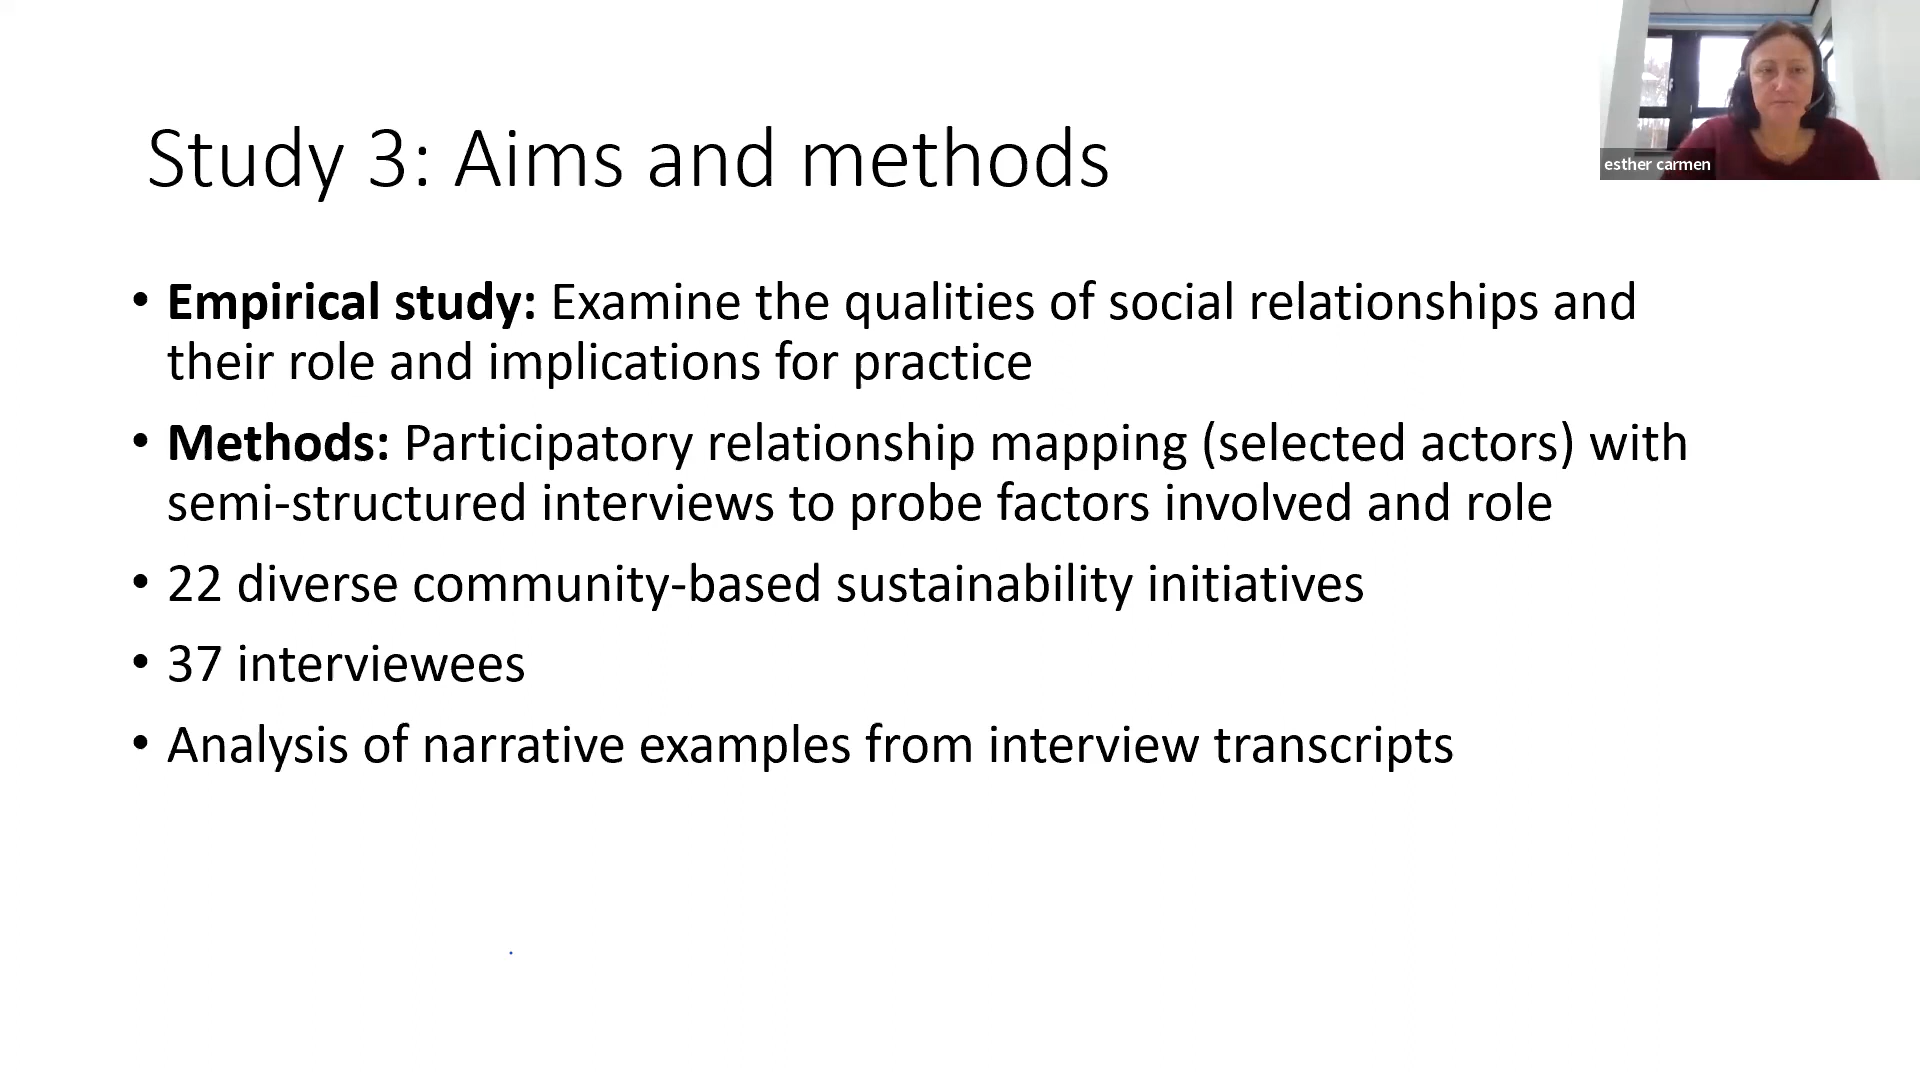 Study 3: Aims and methods
esther carmen
• Empirical study: Examine the qualities of social relationships and
their role and implications for practice
• Methods: Participatory relationship mapping (selected actors) with
semi-structured interviews to probe factors involved and role
• 22 diverse community-based sustainability initiatives
• 37 interviewees
• Analysis of narrative examples from interview transcripts